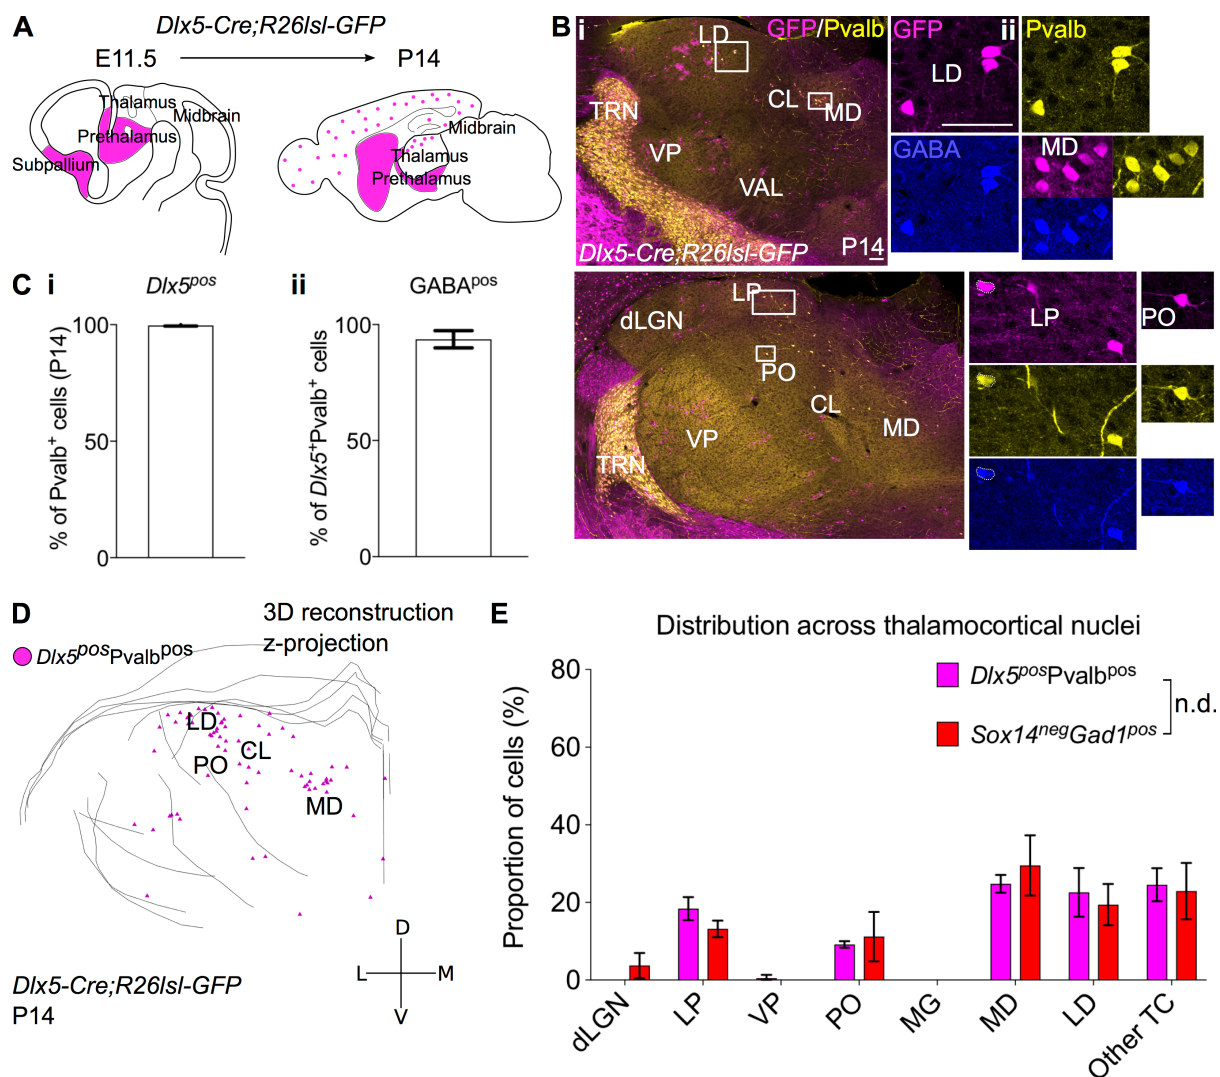 A
Dlx5-Cre;R26lsl-GFP
E11.5
P14
Thalamus
Midbrain
Prethalamus
Subpallium
Midbrain
Thalamus
Prethalamus
B
i
LD
GFP/Pvalb
TRN
CL
MD
VP
VAL
P14
Dlx5-Cre;R26lsl-GFP
GFP
ii
Pvalb
LD
GABA
MD
LP
dLGN
PO
CL
VP
MD
TRN
LP
PO
C
i
Dlx5pos
100
50
0
% of Pvalb+ cells (P14)
ii
GABApos
100
50
0
% of Dlx5+Pvalb+ cells
D
3D reconstruction
z-projection
Dlx5posPvalbpos
LD
CL
PO
MD
D
L
M
V
Dlx5-Cre;R26lsl-GFP
P14
E
Distribution across thalamocortical nuclei
Dlx5posPvalbpos
n.d.
Sox14negGad1pos
Proportion of cells (%)
80
60
40
20
0
dLGN
LP
VP
PO
MG
MD
LD
Other TC